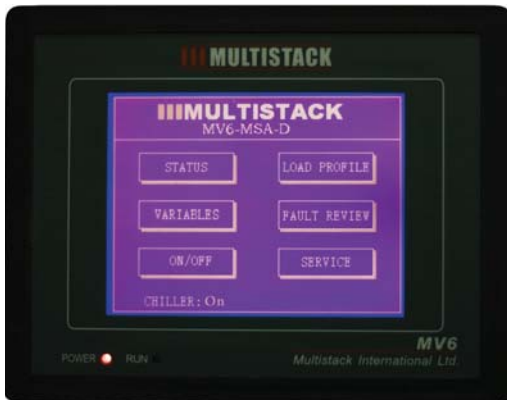 MULTISTACK
MULTISTACK
MV6-MSA-D
STATUS
LOAD PROFILE
VARIABLES
FAULT REVIEW
ON/OFF
SERVICE
CHILLER: On
MV6
POWER
RUN
Multistack International Ltd.